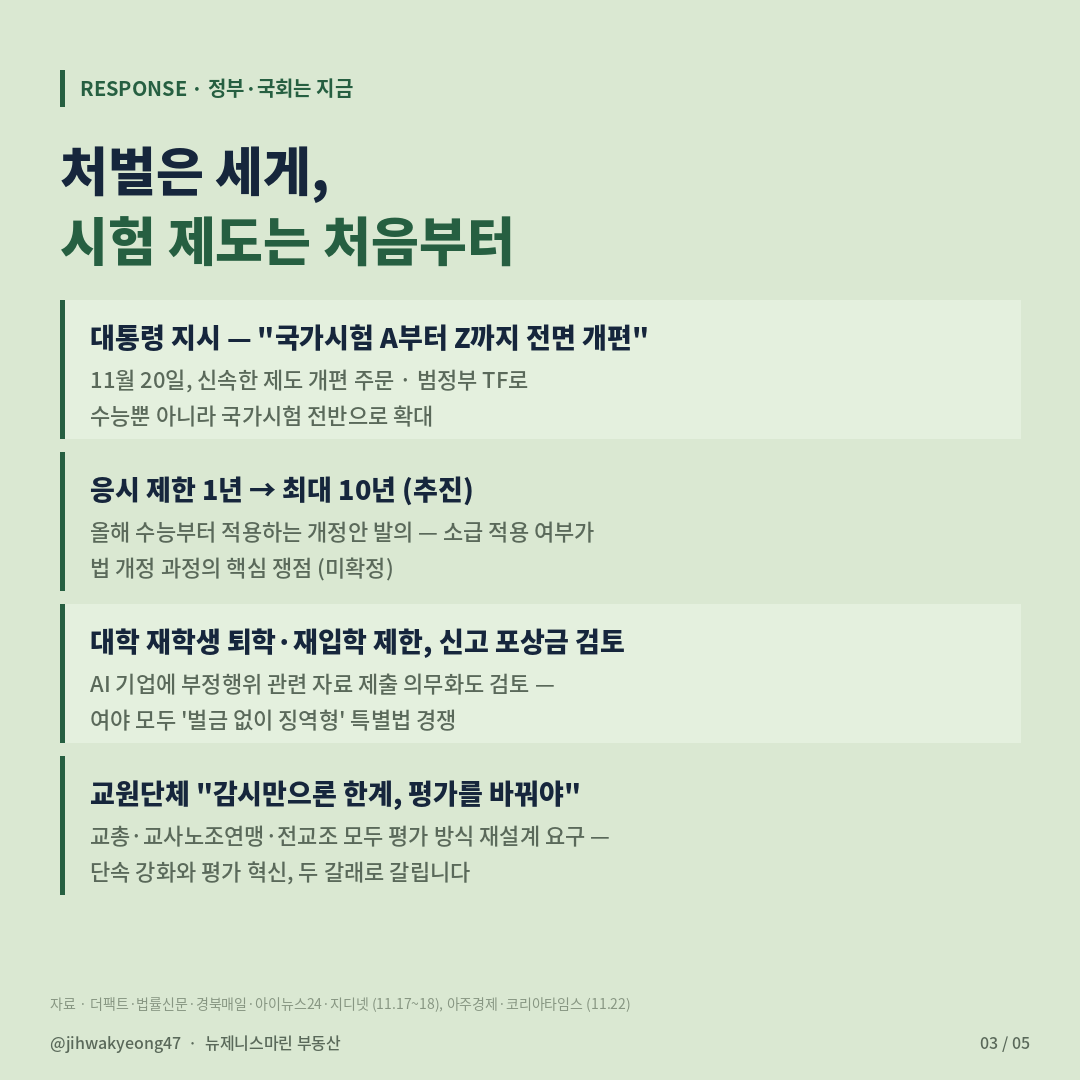 RESPONSE · 정부·국회는 지금
처벌은 세게,
시험 제도는 처음부터
대통령 지시 — "국가시험 A부터 Z까지 전면 개편"
11월 20일, 신속한 제도 개편 주문 · 범정부 TF로
수능뿐 아니라 국가시험 전반으로 확대
응시 제한 1년 → 최대 10년 (추진)
올해 수능부터 적용하는 개정안 발의 — 소급 적용 여부가
법 개정 과정의 핵심 쟁점 (미확정)
대학 재학생 퇴학·재입학 제한, 신고 포상금 검토
AI 기업에 부정행위 관련 자료 제출 의무화도 검토 —
여야 모두 '벌금 없이 징역형' 특별법 경쟁
교원단체 "감시만으론 한계, 평가를 바꿔야"
교총·교사노조연맹·전교조 모두 평가 방식 재설계 요구 —
단속 강화와 평가 혁신, 두 갈래로 갈립니다
자료 · 더팩트·법률신문·경북매일·아이뉴스24·지디넷 (11.17~18), 아주경제·코리아타임스 (11.22)
@jihwakyeong47 · 뉴제니스마린 부동산
03 / 05